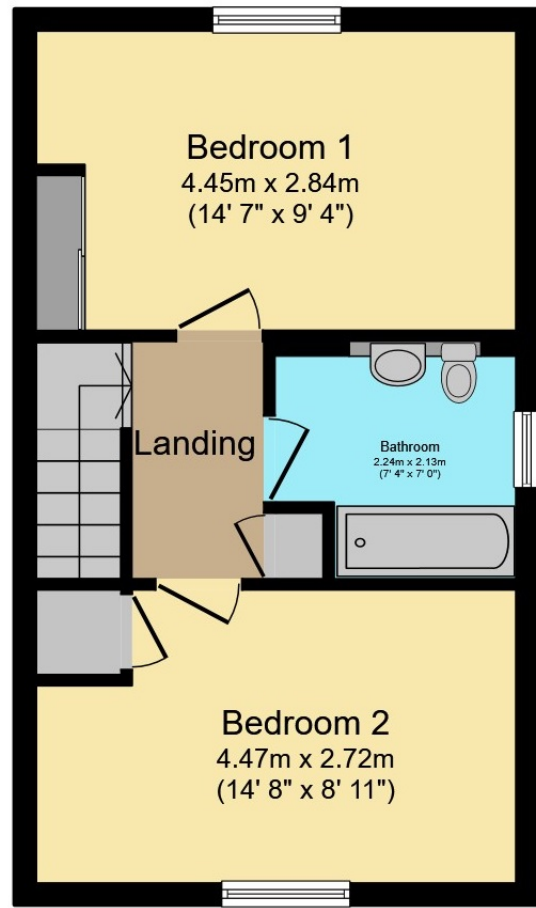 Bedroom 1
4.45m x 2.84m
(14' 7" x 9' 4")
Landing
Bathroom
2.24m x 2.13m
(7' 4" x 7' 0")
Bedroom 2
4.47m x 2.72m
(14' 8" x 8' 11")